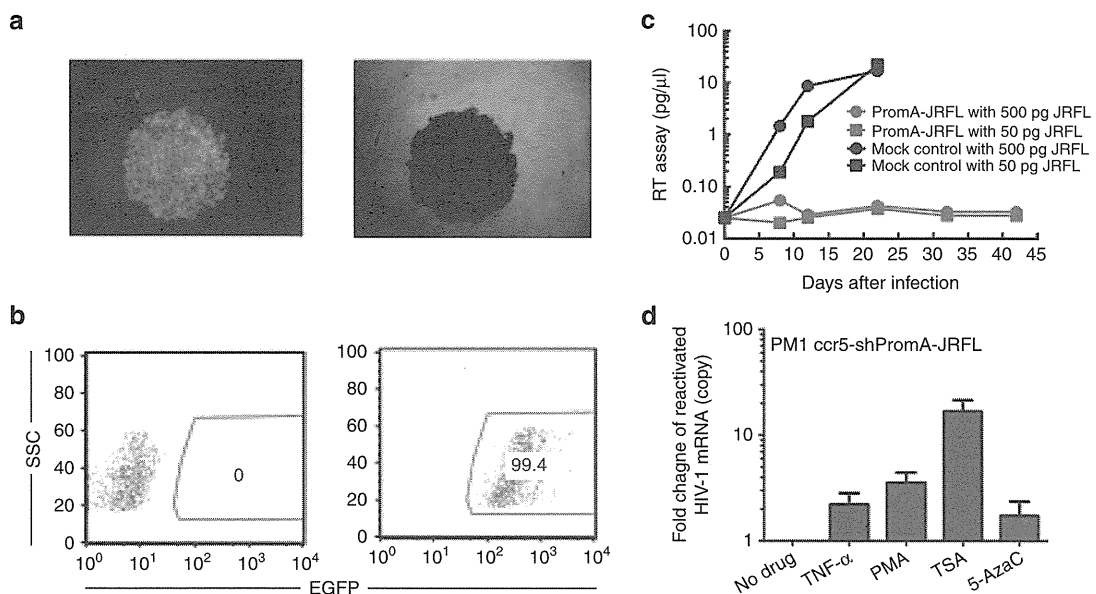 a
b
SSC
100
80
60
40
20
0
0
10^0
10^1
10^2
10^3
10^4
100
80
60
40
20
0
99.4
10^0
10^1
10^2
10^3
10^4
EGFP
c
RT assay (pg/µl)
100
10
1
0.10
0.01
PromA-JRFL with 500 pg JRFL
PromA-JRFL with 50 pg JRFL
Mock control with 500 pg JRFL
Mock control with 50 pg JRFL
0 5 10 15 20 25 30 35 40 45
Days after infection
d
Fold chagne of reactivated
HIV-1 mRNA (copy)
100
10
1
PM1 ccr5-shPromA-JRFL
No drug
TNF-α
PMA
TSA
5-AzaC